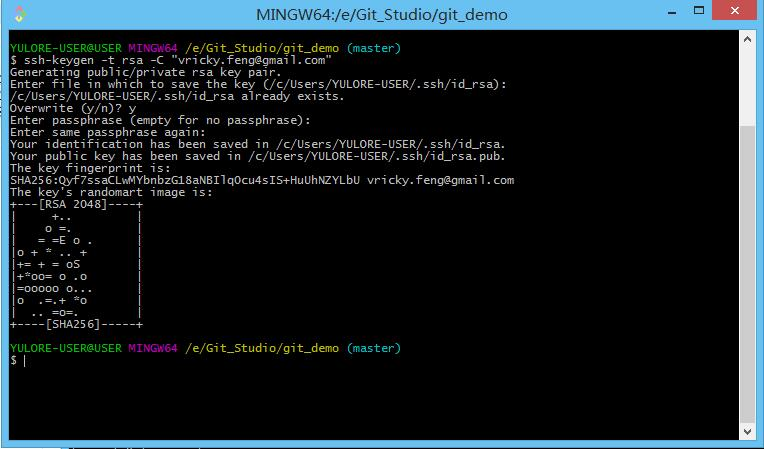 MINGW64:/e/Git_Studio/git_demo
YULORE-USER@USER MINGW64 /e/Git_Studio/git_demo (master)
$ ssh-keygen -t rsa -C "vricky.feng@gmail.com"
Generating public/private rsa key pair.
Enter file in which to save the key (/c/Users/YULORE-USER/.ssh/id_rsa):
/c/Users/YULORE-USER/.ssh/id_rsa already exists.
Overwrite (y/n)? y
Enter passphrase (empty for no passphrase):
Enter same passphrase again:
Your identification has been saved in /c/Users/YULORE-USER/.ssh/id_rsa.
Your public key has been saved in /c/Users/YULORE-USER/.ssh/id_rsa.pub.
The key fingerprint is:
SHA256:Qyf7ssaCLwMYbnbzG18aNBIlqOcu4sIS+HuUhNZYLbU vricky.feng@gmail.com
The key's randomart image is:
+---[RSA 2048]----+
|     +..         |
|    o =.         |
|   = =E o .      |
|o + * .. +       |
|+= + = oS        |
|+*oo= o .o       |
|=ooooo o...      |
|o  .=.+ *o       |
|  .. =o=.        |
+----[SHA256]-----+
YULORE-USER@USER MINGW64 /e/Git_Studio/git_demo (master)
$